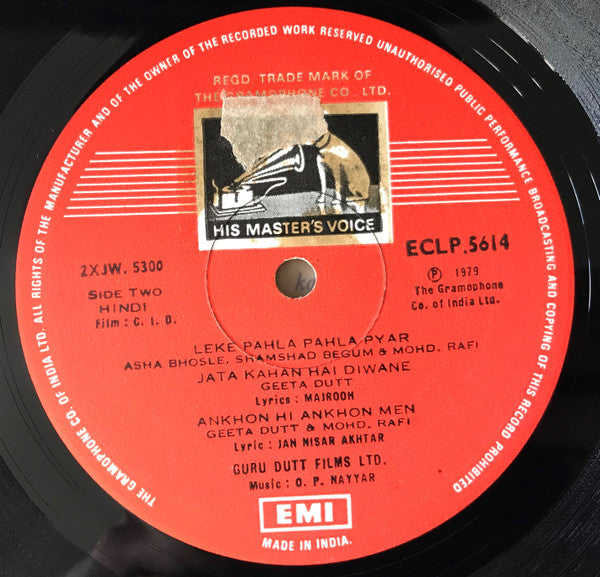 THE GRAMOPHONE CO. OF INDIA LTD. ALL RIGHTS OF THE MANUFACTURER AND OF THE OWNER OF THE RECORDED WORK RESERVED UNAUTHORISED PUBLIC PERFORMANCE BROADCASTING AND COPYING OF THIS RECORD PROHIBITED
REGD. TRADE MARK OF
THE GRAMOPHONE CO., LTD.
HIS MASTER'S VOICE
2XJW. 5300
SIDE TWO
HINDI
Film : C. I. D.
ECLP. 5614
Ⓟ 1979
The Gramophone
Co. of India Ltd.
LEKE PAHLA PAHLA PYAR
ASHA BHOSLE, SHAMSHAD BEGUM & MOHD. RAFI
JATA KAHAN HAI DIWANE
GEETA DUTT
Lyrics : MAJROOH
ANKHON HI ANKHON MEN
GEETA DUTT & MOHD. RAFI
Lyric : JAN NISAR AKHTAR
GURU DUTT FILMS LTD.
Music : O. P. NAYYAR
EMI
MADE IN INDIA.